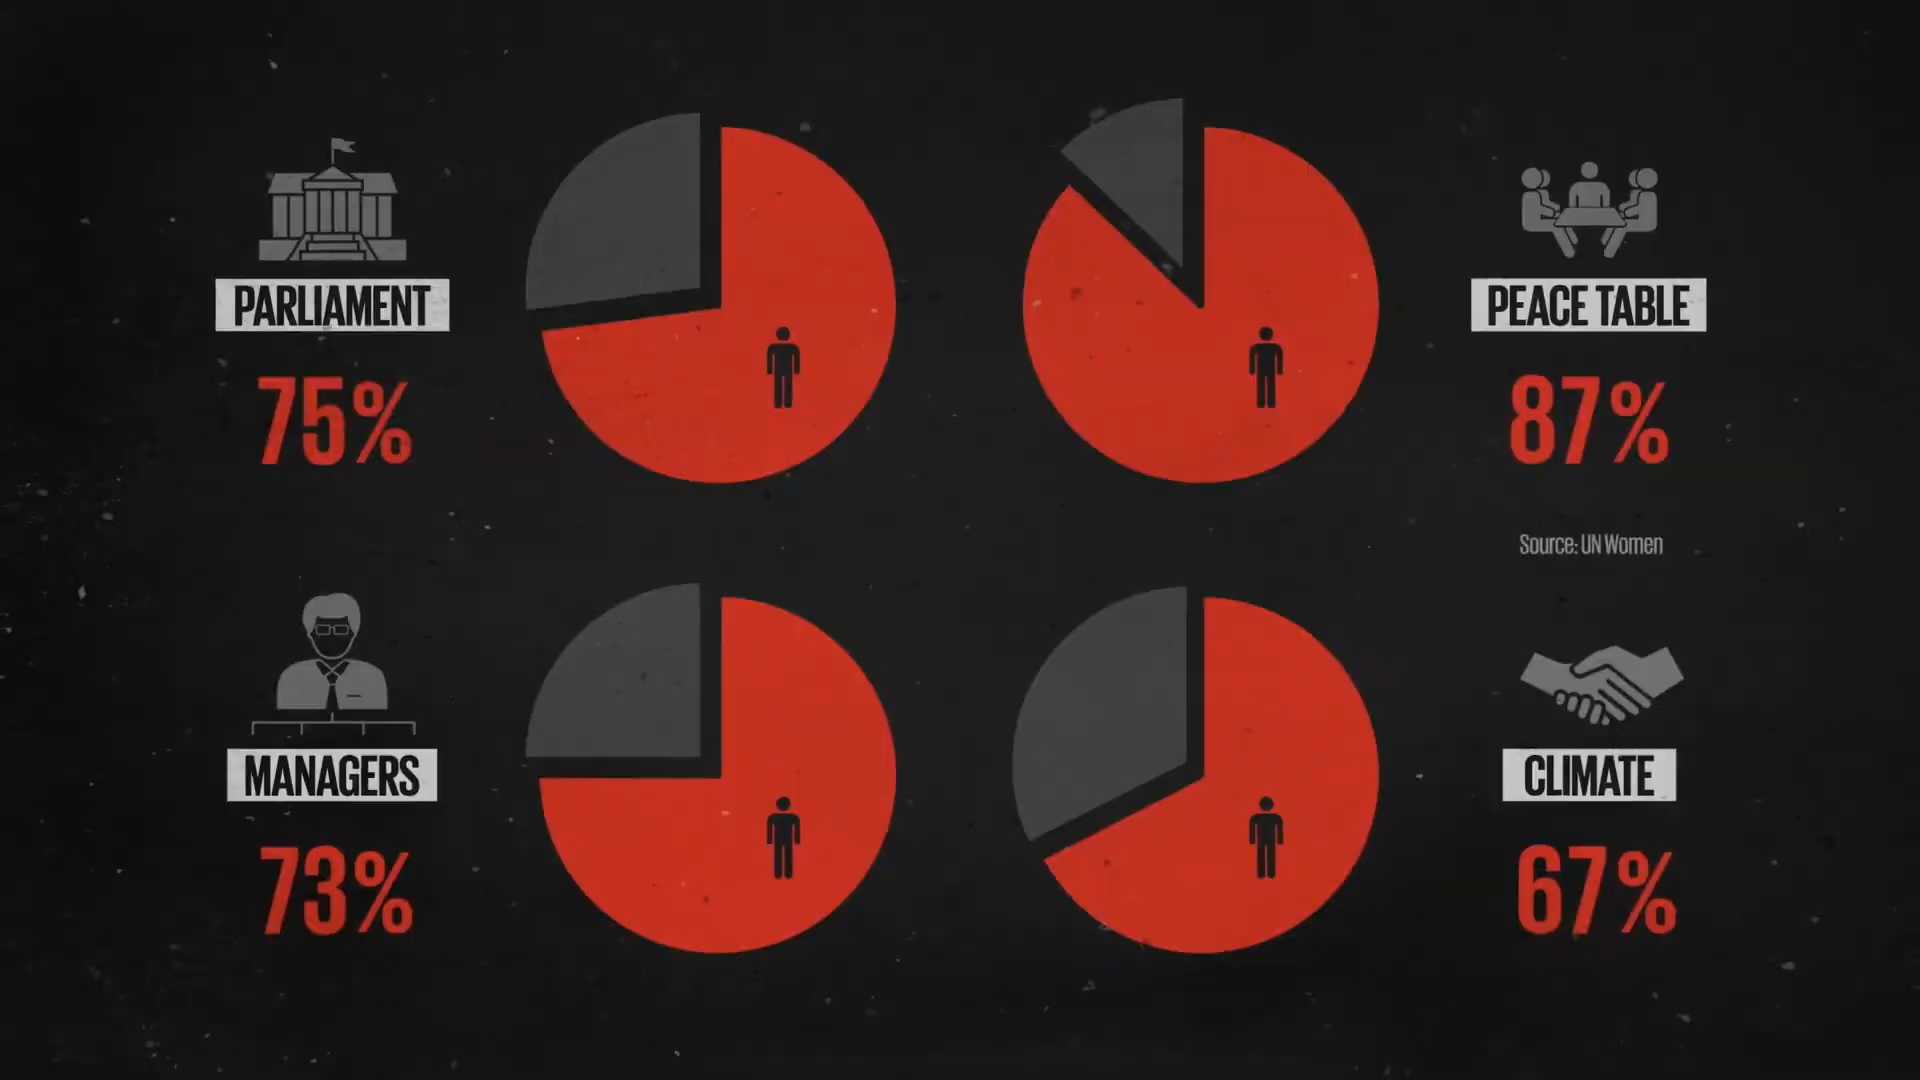 PARLIAMENT
75%
PEACE TABLE
87%
Source: UN Women
MANAGERS
73%
CLIMATE
67%